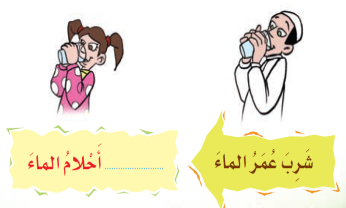 شَرِبَ عُمَرُ الماءَ
.................... أَحْلامُ الماءَ